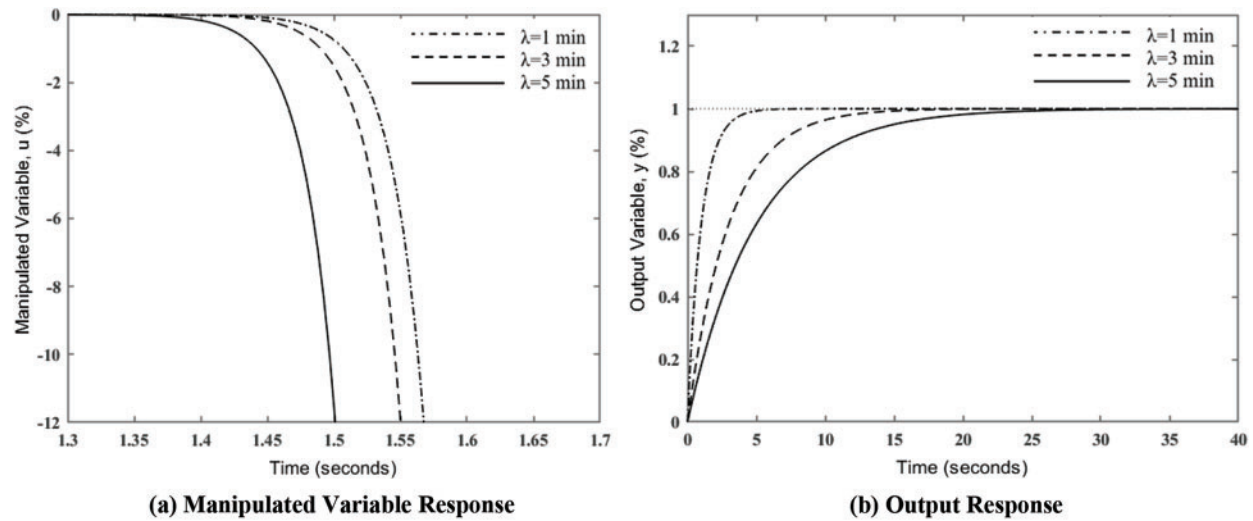 0
-2
-4
-6
-8
-10
-12
Manipulated Variable, u (%)
λ=1 min
λ=3 min
λ=5 min
1.3 1.35 1.4 1.45 1.5 1.55 1.6 1.65 1.7
Time (seconds)
(a) Manipulated Variable Response
1.2
1
0.8
0.6
0.4
0.2
0
Output Variable, y (%)
λ=1 min
λ=3 min
λ=5 min
0 5 10 15 20 25 30 35 40
Time (seconds)
(b) Output Response